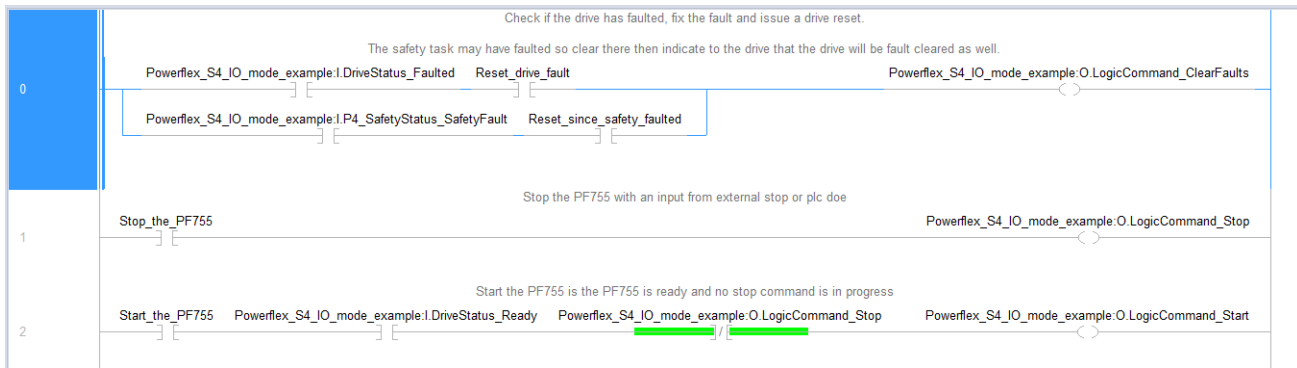 Check if the drive has faulted, fix the fault and issue a drive reset.
The safety task may have faulted so clear there then indicate to the drive that the drive will be fault cleared as well.
Powerflex_S4_IO_mode_example:I.DriveStatus_Faulted Reset_drive_fault Powerflex_S4_IO_mode_example:O.LogicCommand_ClearFaults
0
Powerflex_S4_IO_mode_example:I.P4_SafetyStatus_SafetyFault Reset_since_safety_faulted
Stop the PF755 with an input from external stop or plc doe
Stop_the_PF755 Powerflex_S4_IO_mode_example:O.LogicCommand_Stop
1
Start the PF755 is the PF755 is ready and no stop command is in progress
Start_the_PF755 Powerflex_S4_IO_mode_example:I.DriveStatus_Ready Powerflex_S4_IO_mode_example:O.LogicCommand_Stop Powerflex_S4_IO_mode_example:O.LogicCommand_Start
2